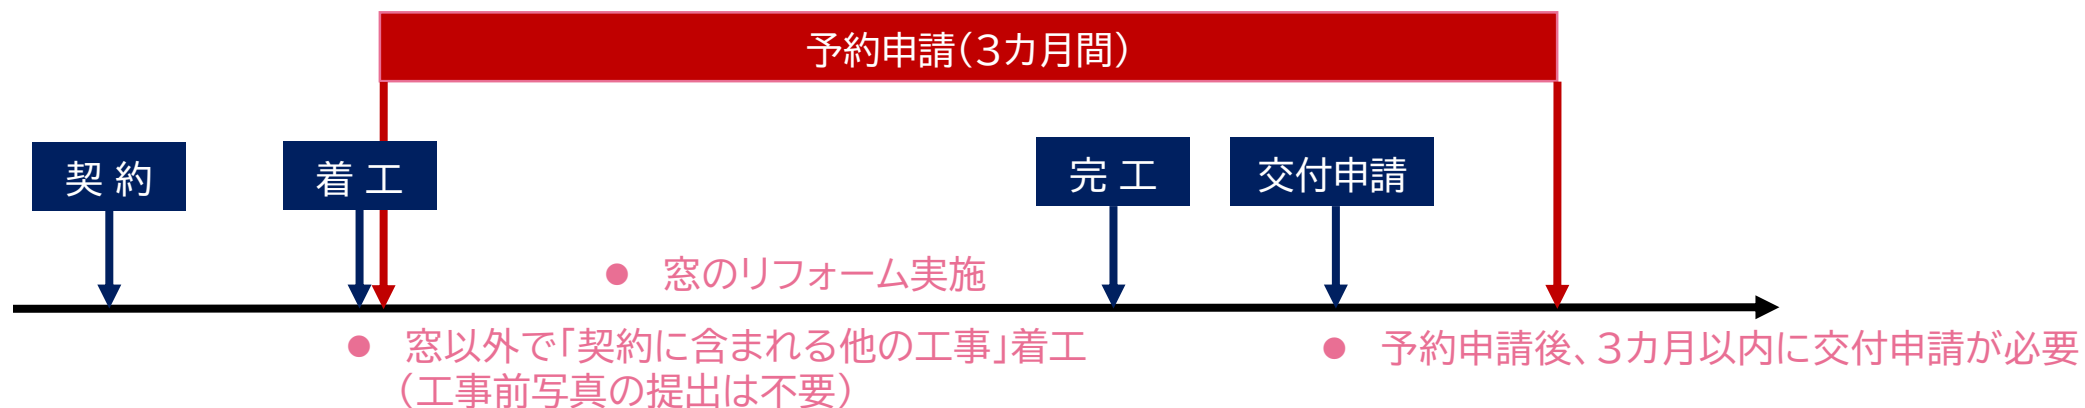 予約申請（３カ月間）
契 約
着 工
完 工
交付申請
● 窓のリフォーム実施
● 窓以外で｢契約に含まれる他の工事｣着工
（工事前写真の提出は不要）
● 予約申請後、３カ月以内に交付申請が必要